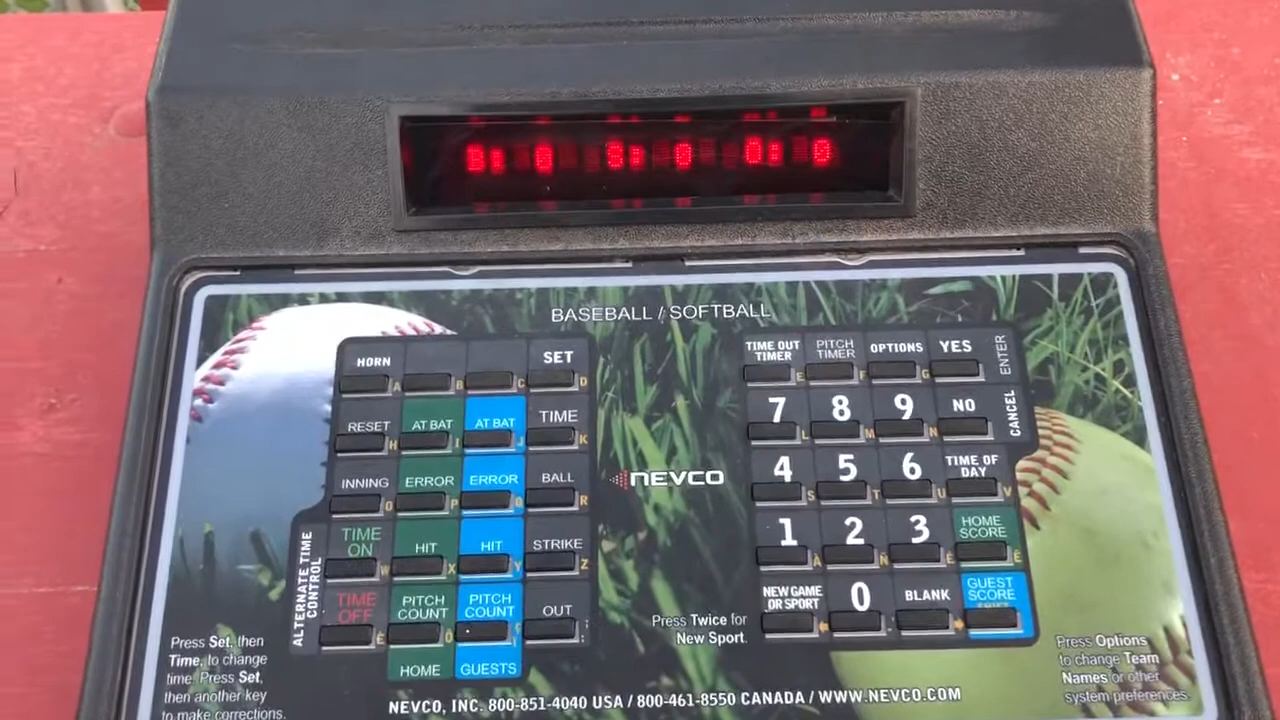 B: 0 S: 0 O: 0
BASEBALL / SOFTBALL
HORN A B C SET D
RESET H AT BAT I AT BAT J TIME K
INNING O ERROR P ERROR Q BALL R
TIME ON W HIT X HIT Y STRIKE Z
TIME OFF PITCH COUNT PITCH COUNT OUT
ALTERNATE TIME CONTROL
HOME GUESTS
NEVCO
TIME OUT TIMER E PITCH TIMER F OPTIONS G YES ENTER
7 L 8 M 9 N NO CANCEL
4 S 5 T 6 U TIME OF DAY V
1 2 3 HOME SCORE
NEW GAME OR SPORT 0 BLANK GUEST SCORE
Press Set, then
Time, to change
time. Press Set,
then another key
to make corrections.
Press Twice for
New Sport.
Press Options
to change Team
Names or other
system preferences.
NEVCO, INC. 800-851-4040 USA / 800-461-8550 CANADA / WWW.NEVCO.COM